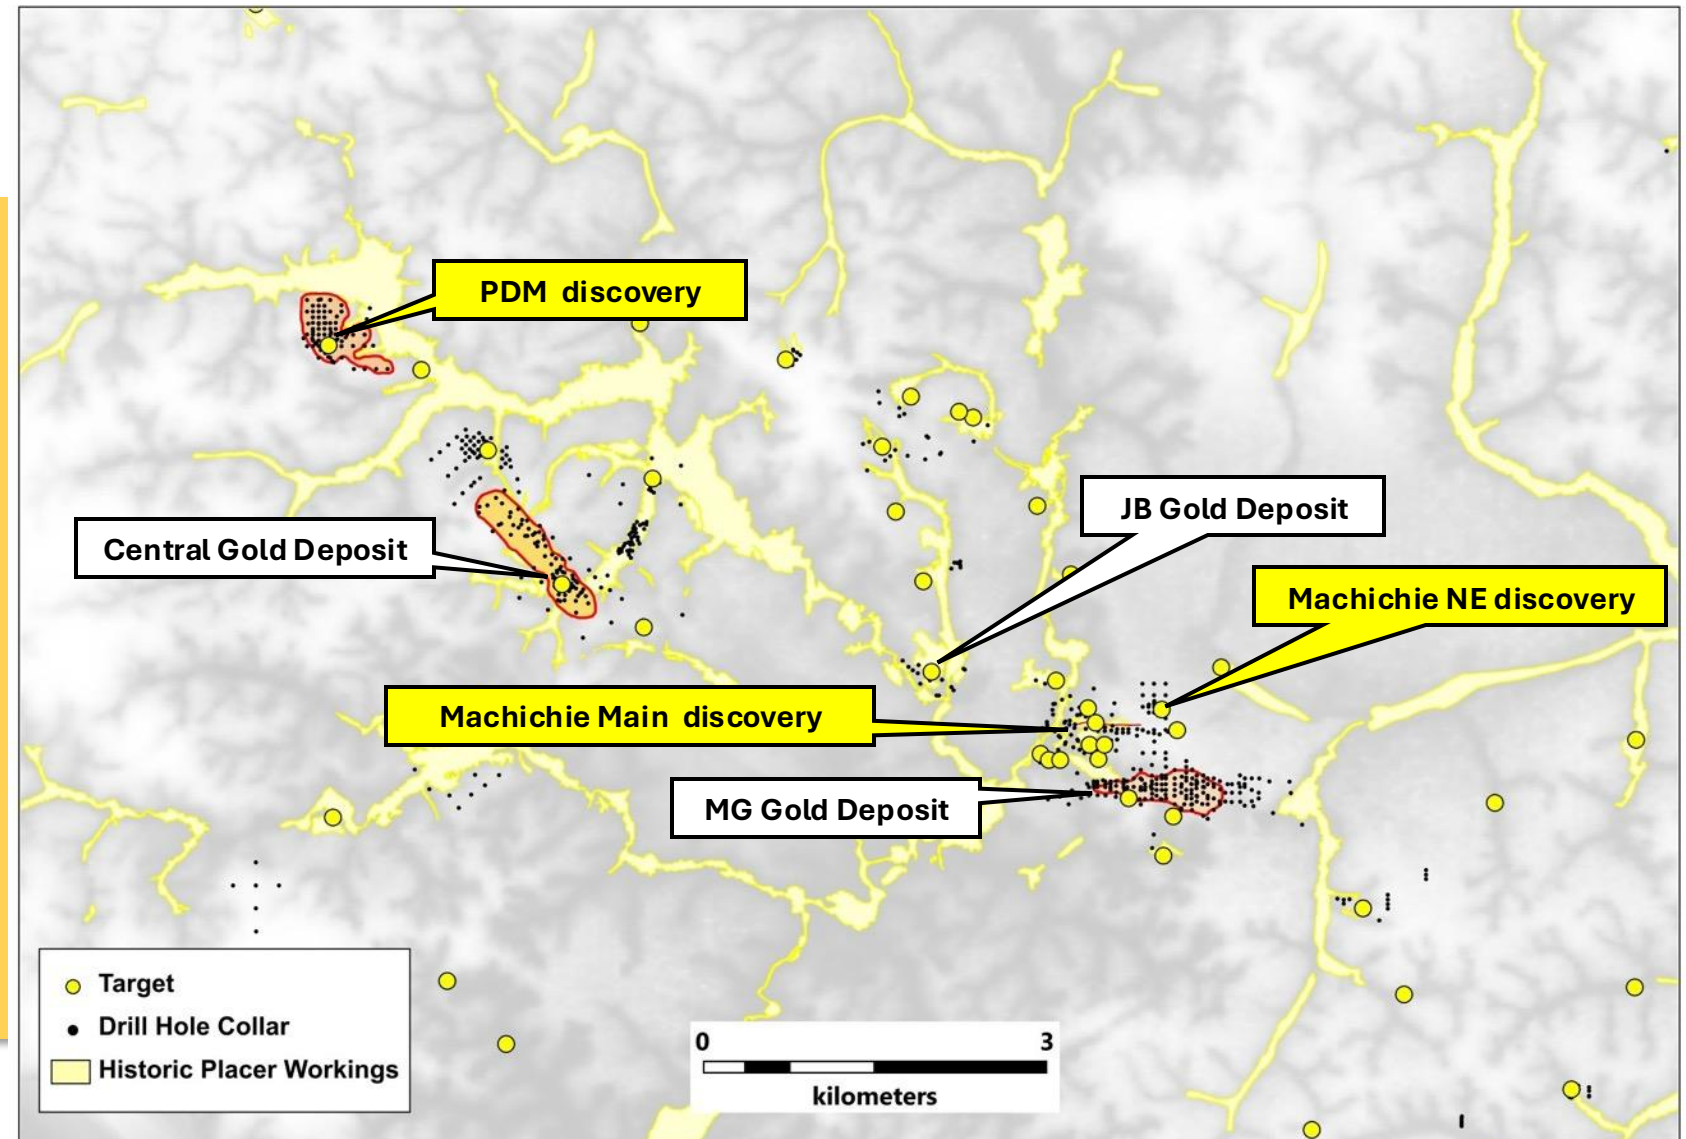 PDM discovery
JB Gold Deposit
Central Gold Deposit
Machichie NE discovery
Machichie Main discovery
MG Gold Deposit
Target
Drill Hole Collar
Historic Placer Workings
0 3
kilometers